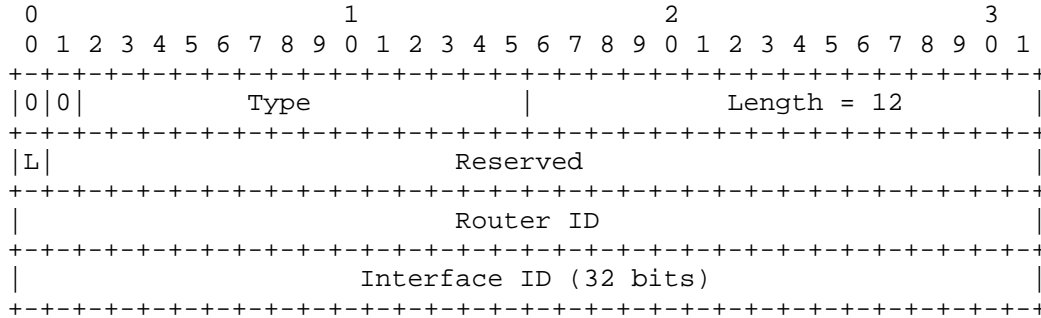 0                   1                   2                   3
 0 1 2 3 4 5 6 7 8 9 0 1 2 3 4 5 6 7 8 9 0 1 2 3 4 5 6 7 8 9 0 1
+-+-+-+-+-+-+-+-+-+-+-+-+-+-+-+-+-+-+-+-+-+-+-+-+-+-+-+-+-+-+-+-+
|0|0|          Type             |            Length = 12        |
+-+-+-+-+-+-+-+-+-+-+-+-+-+-+-+-+-+-+-+-+-+-+-+-+-+-+-+-+-+-+-+-+
|L|                         Reserved                            |
+-+-+-+-+-+-+-+-+-+-+-+-+-+-+-+-+-+-+-+-+-+-+-+-+-+-+-+-+-+-+-+-+
|                           Router ID                           |
+-+-+-+-+-+-+-+-+-+-+-+-+-+-+-+-+-+-+-+-+-+-+-+-+-+-+-+-+-+-+-+-+
|                     Interface ID (32 bits)                    |
+-+-+-+-+-+-+-+-+-+-+-+-+-+-+-+-+-+-+-+-+-+-+-+-+-+-+-+-+-+-+-+-+